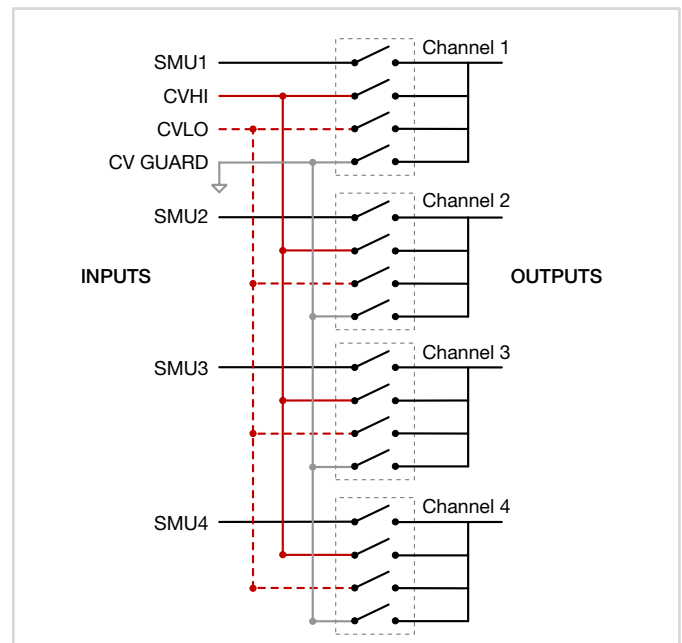 Channel 1
SMU1
CVHI
CVLO
CV GUARD
Channel 2
SMU2
INPUTS
OUTPUTS
Channel 3
SMU3
Channel 4
SMU4